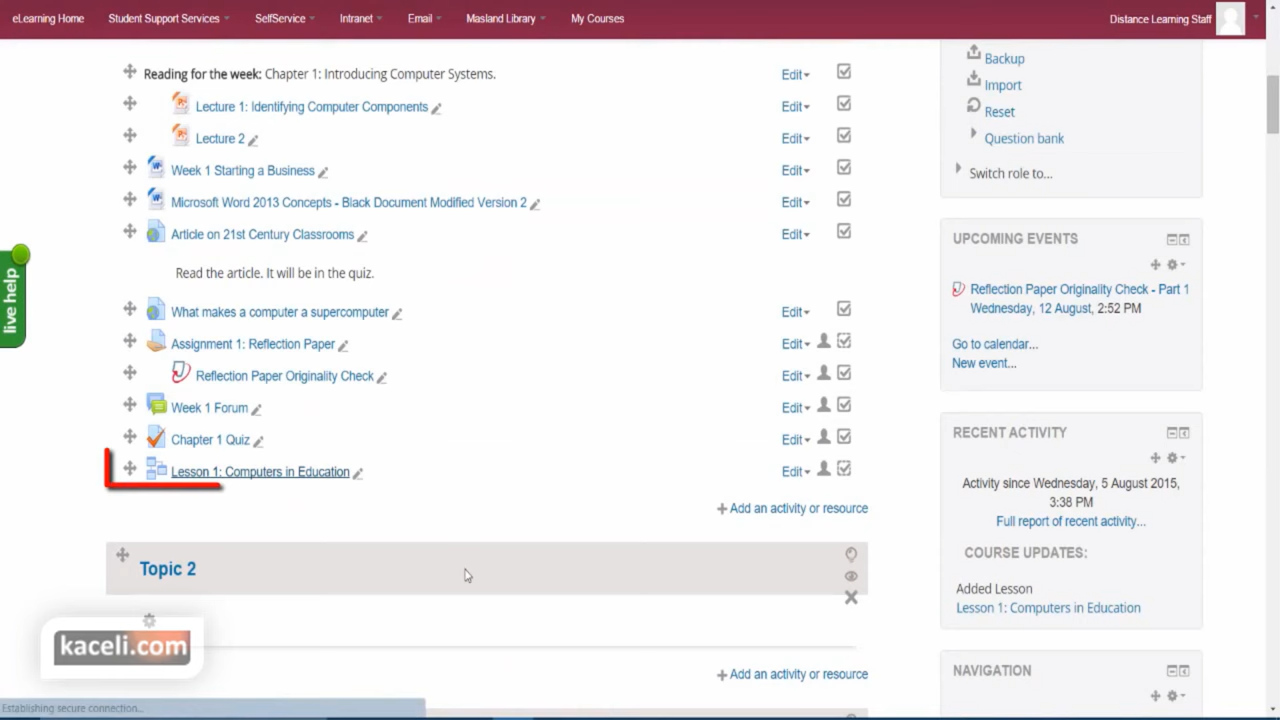 eLearning Home Student Support Services SelfService Intranet Email Masland Library My Courses Distance Learning Staff
Reading for the week: Chapter 1: Introducing Computer Systems. Edit
Lecture 1: Identifying Computer Components Edit
Lecture 2 Edit
Week 1 Starting a Business Edit
Microsoft Word 2013 Concepts - Black Document Modified Version 2 Edit
Article on 21st Century Classrooms Edit
Read the article. It will be in the quiz.
What makes a computer a supercomputer Edit
Assignment 1: Reflection Paper Edit
Reflection Paper Originality Check Edit
Week 1 Forum Edit
Chapter 1 Quiz Edit
Lesson 1: Computers in Education Edit
Add an activity or resource
Topic 2
Add an activity or resource
live help
kaceli.com
Establishing secure connection...
Backup
Import
Reset
Question bank
Switch role to...
UPCOMING EVENTS
Reflection Paper Originality Check - Part 1
Wednesday, 12 August, 2:52 PM
Go to calendar...
New event...
RECENT ACTIVITY
Activity since Wednesday, 5 August 2015,
3:38 PM
Full report of recent activity...
COURSE UPDATES:
Added Lesson
Lesson 1: Computers in Education
NAVIGATION